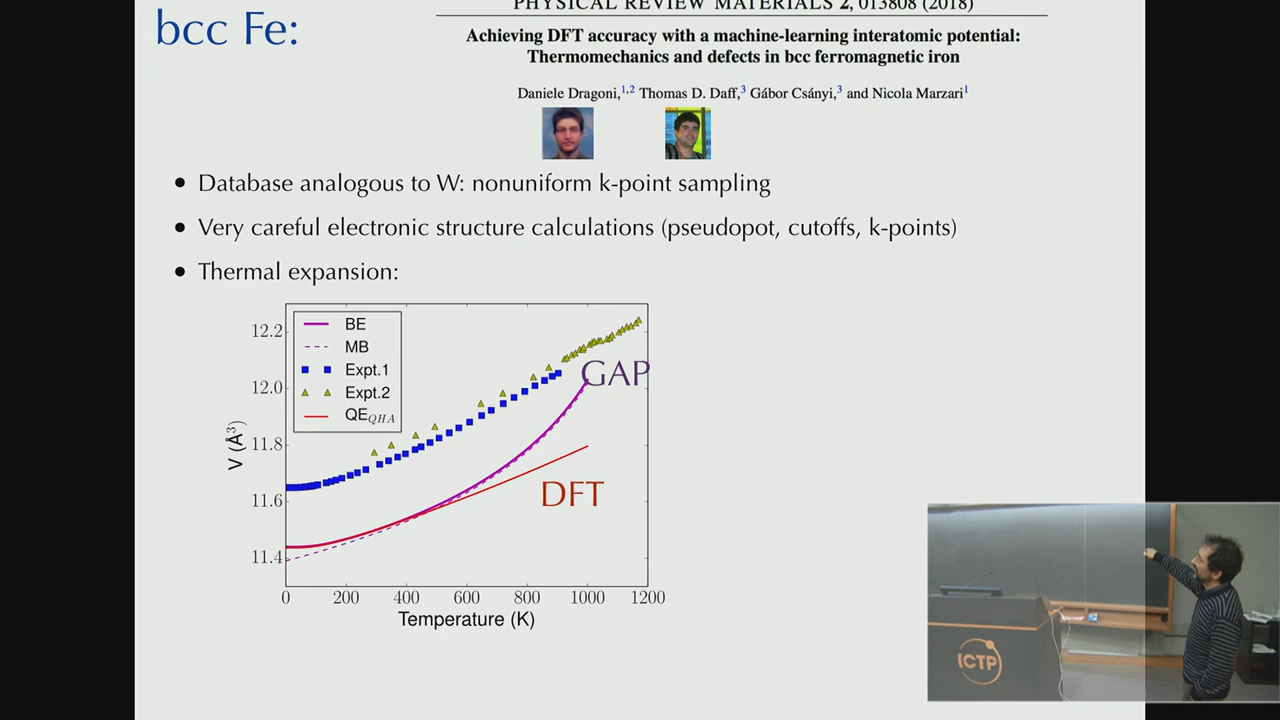 PHYSICAL REVIEW MATERIALS 2, 013808 (2018)
bcc Fe:
Achieving DFT accuracy with a machine-learning interatomic potential:
Thermomechanics and defects in bcc ferromagnetic iron
Daniele Dragoni,1,2 Thomas D. Daff,3 Gábor Csányi,3 and Nicola Marzari1
• Database analogous to W: nonuniform k-point sampling
• Very careful electronic structure calculations (pseudopot, cutoffs, k-points)
• Thermal expansion:
BE
MB
Expt.1
Expt.2
QEQHA
GAP
DFT
12.2
12.0
11.8
11.6
11.4
V (Å3)
0 200 400 600 800 1000 1200
Temperature (K)
ICTP